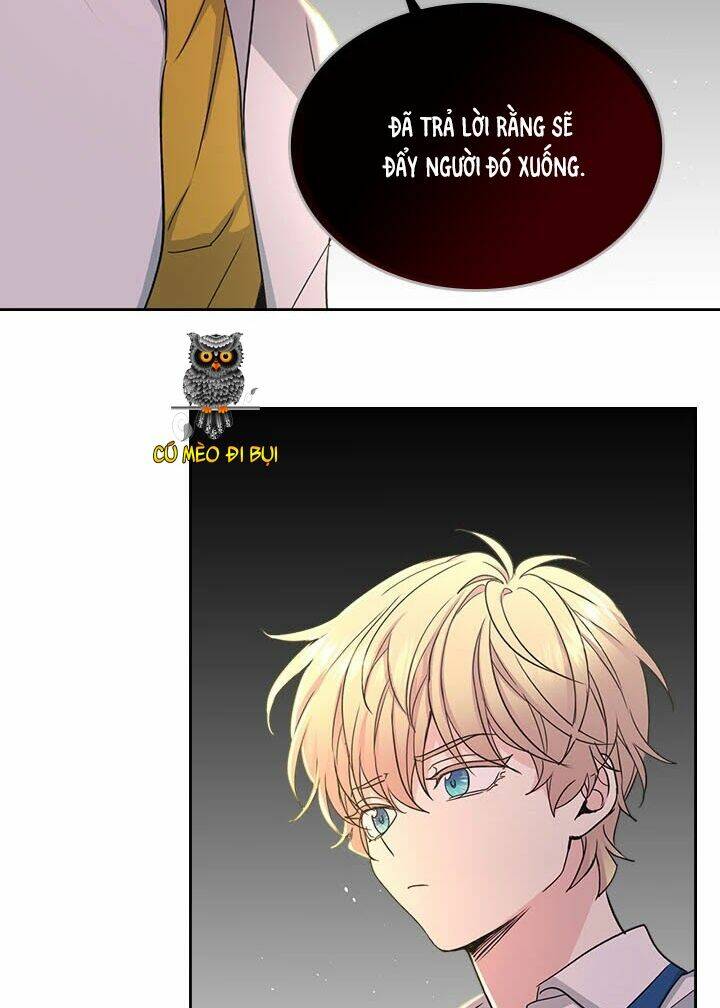 ĐÃ TRẢ LỜI RẰNG SẼ
ĐẨY NGƯỜI ĐÓ XUỐNG.
CÚ MÈO ĐI BỤI